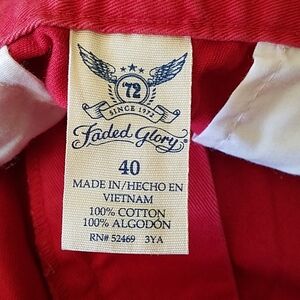 '72
SINCE 1972
Faded Glory®
40
MADE IN/HECHO EN
VIETNAM
100% COTTON
100% ALGODÓN
RN# 52469 3YA